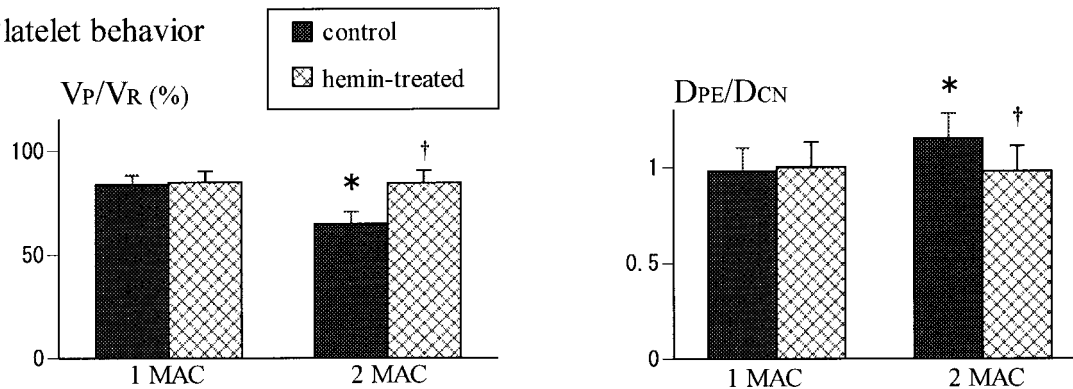 latelet behavior
control
hemin-treated
VP/VR (%)
100
50
0
*
†
1 MAC
2 MAC
DPE/DCN
1
0.5
0
*
†
1 MAC
2 MAC